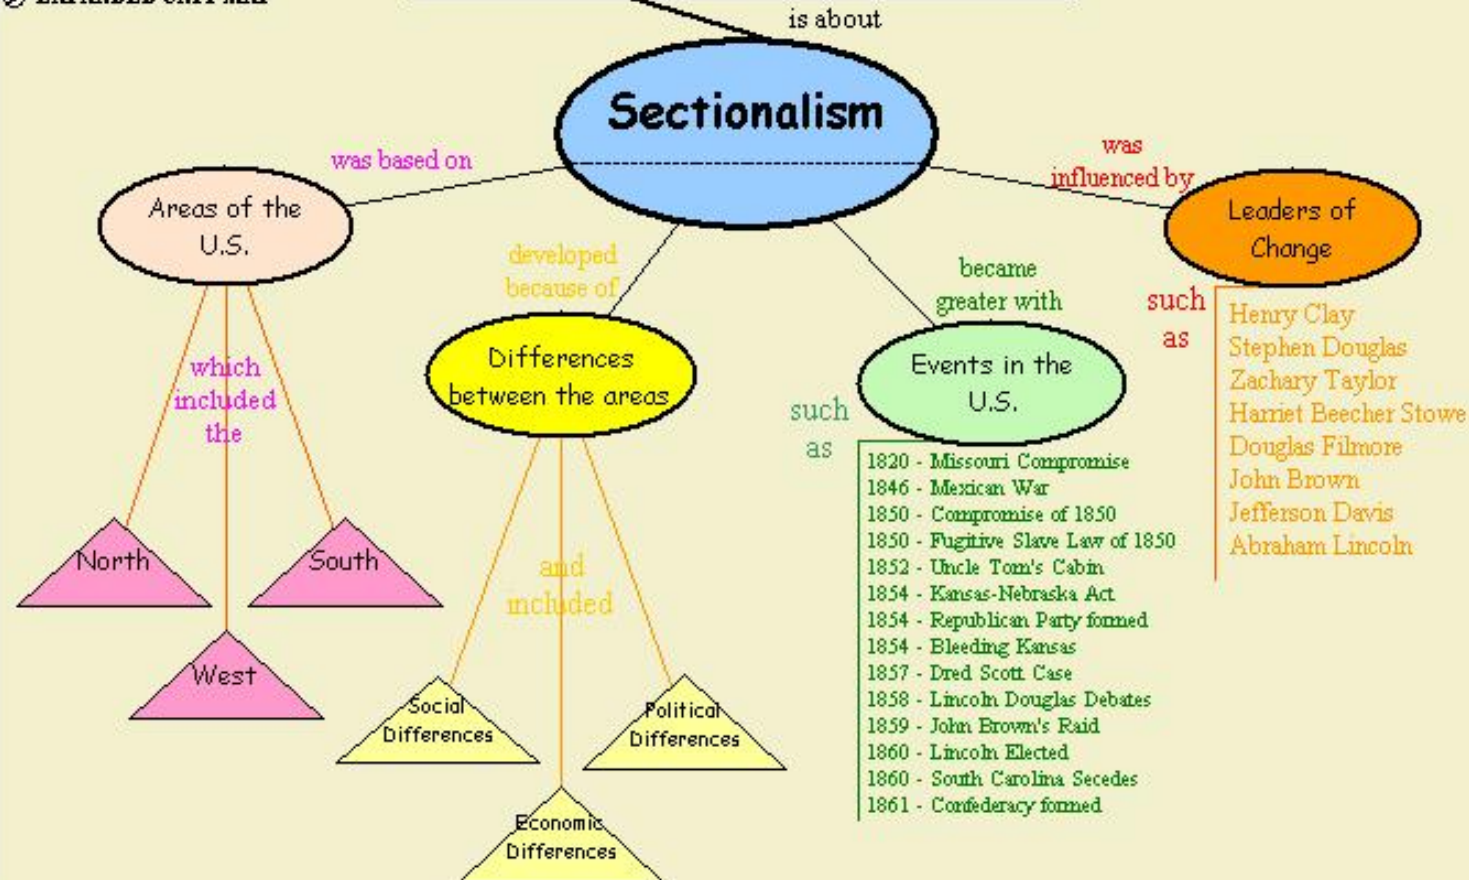 is about
Sectionalism
was based on
Areas of the
U.S.
which
included
the
North
South
West
developed
because of
Differences
between the areas
and
included
Social
Differences
Political
Differences
Economic
Differences
became
greater with
Events in the
U.S.
such
as
1820 - Missouri Compromise
1846 - Mexican War
1850 - Compromise of 1850
1850 - Fugitive Slave Law of 1850
1852 - Uncle Tom's Cabin
1854 - Kansas-Nebraska Act
1854 - Republican Party formed
1854 - Bleeding Kansas
1857 - Dred Scott Case
1858 - Lincoln Douglas Debates
1859 - John Brown's Raid
1860 - Lincoln Elected
1860 - South Carolina Secedes
1861 - Confederacy formed
was
influenced by
Leaders of
Change
such
as
Henry Clay
Stephen Douglas
Zachary Taylor
Harriet Beecher Stowe
Douglas Filmore
John Brown
Jefferson Davis
Abraham Lincoln